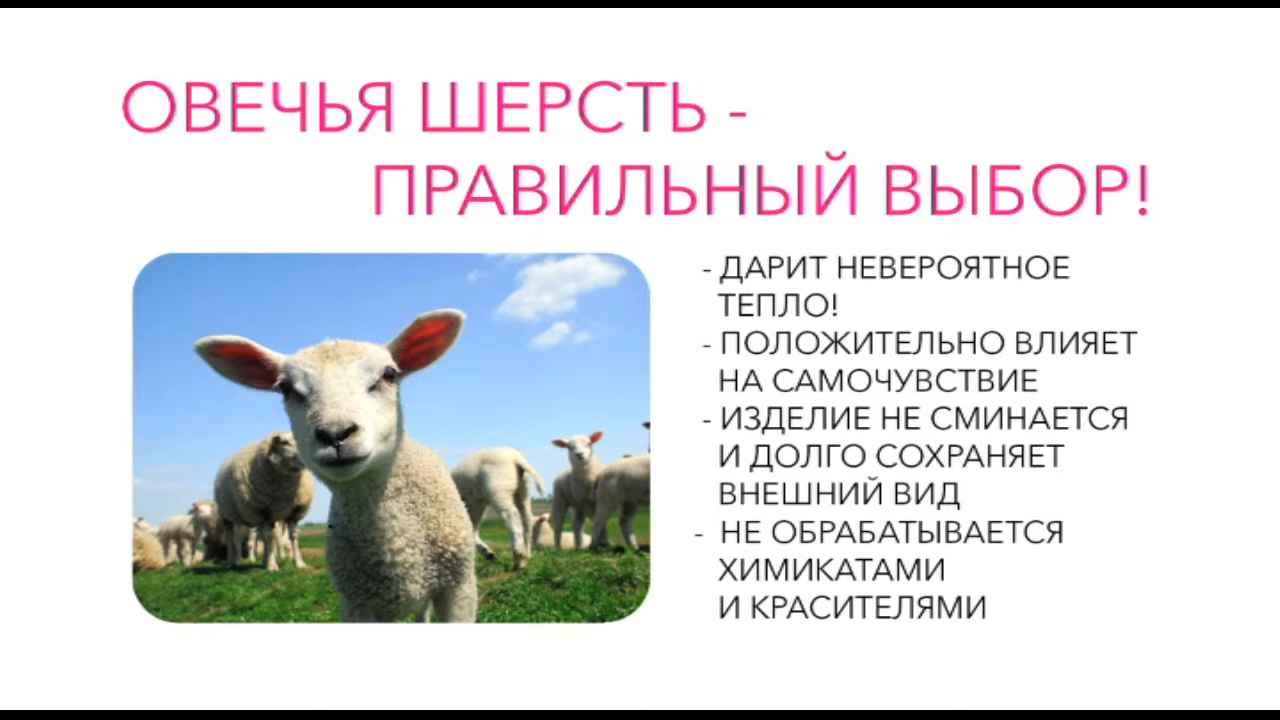 ОВЕЧЬЯ ШЕРСТЬ -
ПРАВИЛЬНЫЙ ВЫБОР!
- ДАРИТ НЕВЕРОЯТНОЕ
ТЕПЛО!
- ПОЛОЖИТЕЛЬНО ВЛИЯЕТ
НА САМОЧУВСТВИЕ
- ИЗДЕЛИЕ НЕ СМИНАЕТСЯ
И ДОЛГО СОХРАНЯЕТ
ВНЕШНИЙ ВИД
- НЕ ОБРАБАТЫВАЕТСЯ
ХИМИКАТАМИ
И КРАСИТЕЛЯМИ